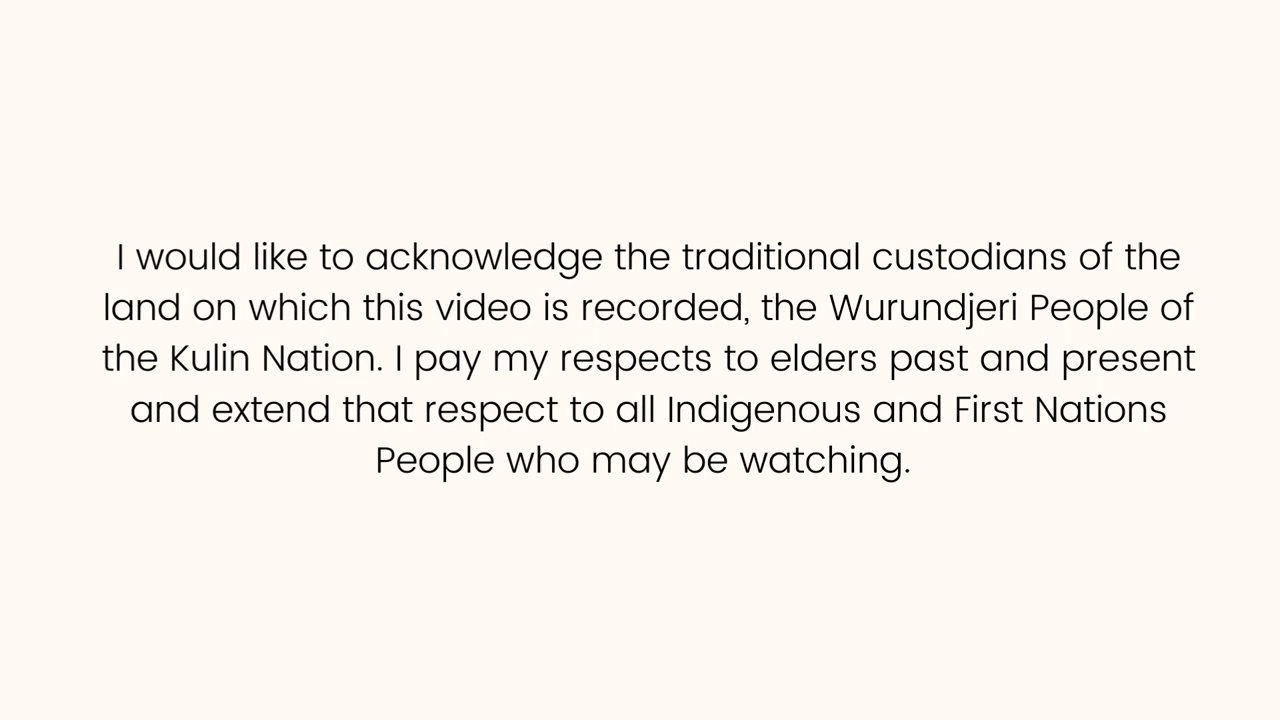 I would like to acknowledge the traditional custodians of the
land on which this video is recorded, the Wurundjeri People of
the Kulin Nation. I pay my respects to elders past and present
and extend that respect to all Indigenous and First Nations
People who may be watching.